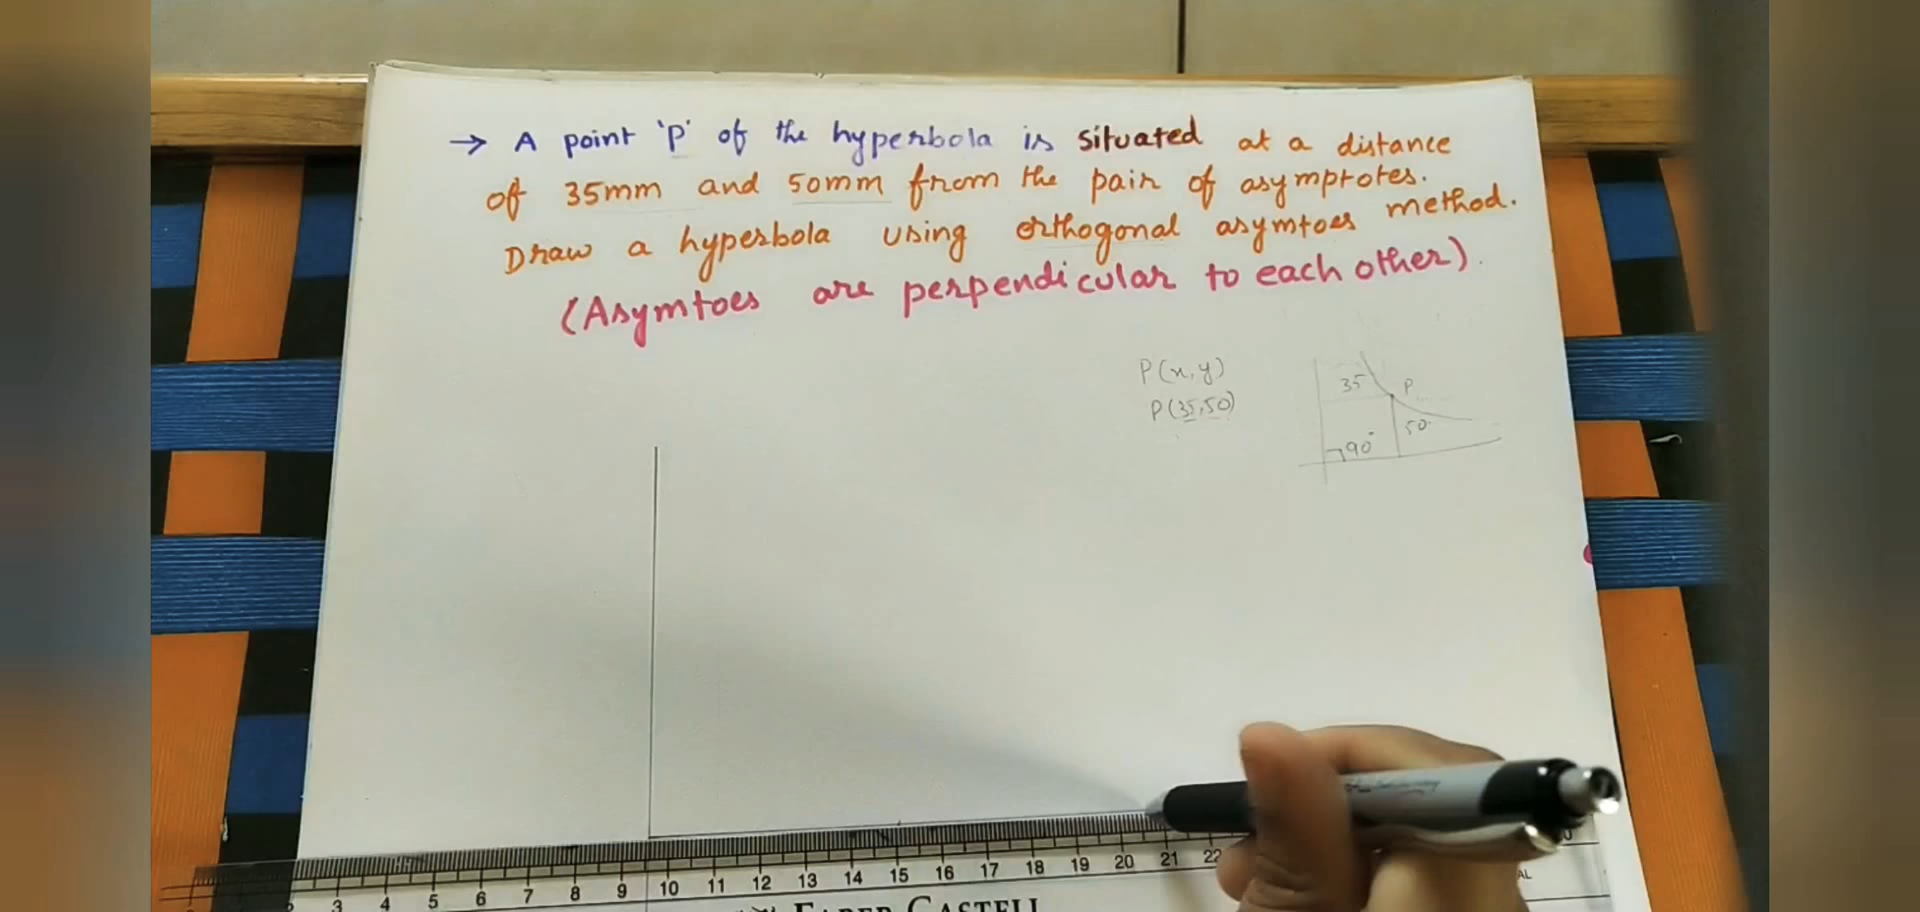 → A point 'P' of the hyperbola is situated at a distance
of 35mm and 50mm from the pair of asymptotes.
Draw a hyperbola using orthogonal asymtoes method.
(Asymtoes are perpendicular to each other).
P(x,y)
P(35,50)
35 P
50
90°
3 4 5 6 7 8 9 10 11 12 13 14 15 16 17 18 19 20 21 22
FABER CASTELL